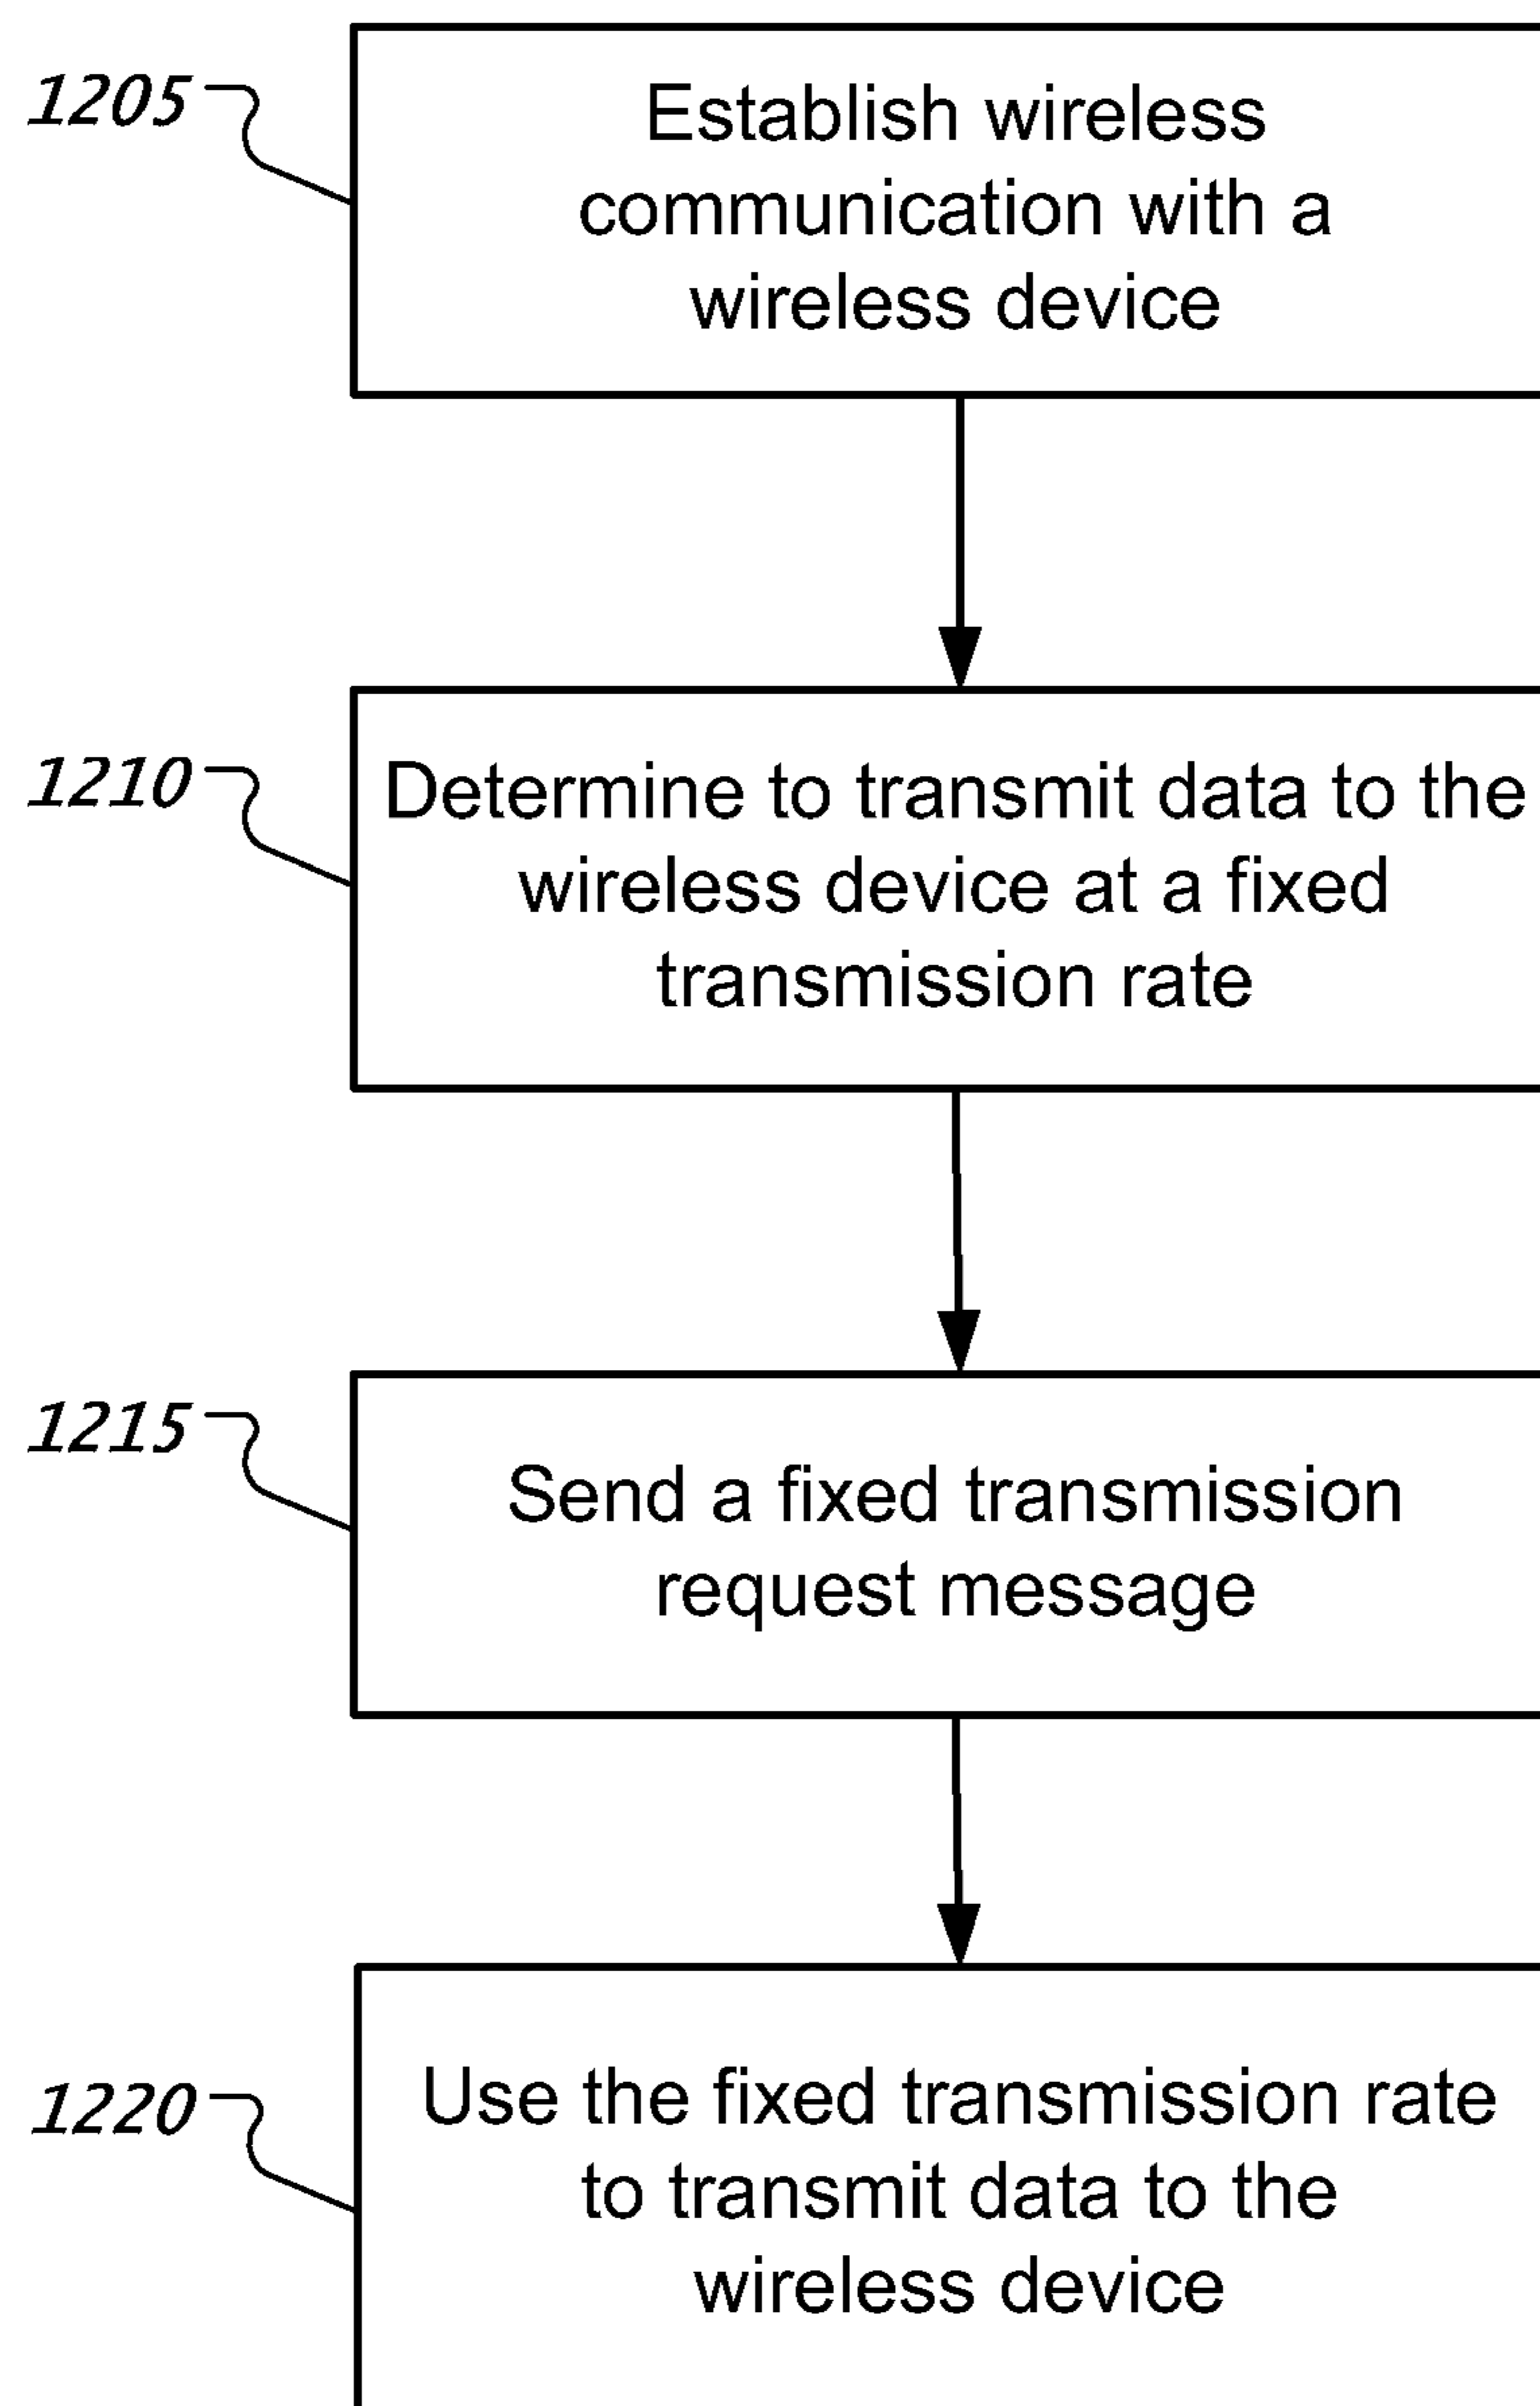 1205
Establish wireless
communication with a
wireless device
1210
Determine to transmit data to the
wireless device at a fixed
transmission rate
1215
Send a fixed transmission
request message
1220
Use the fixed transmission rate
to transmit data to the
wireless device